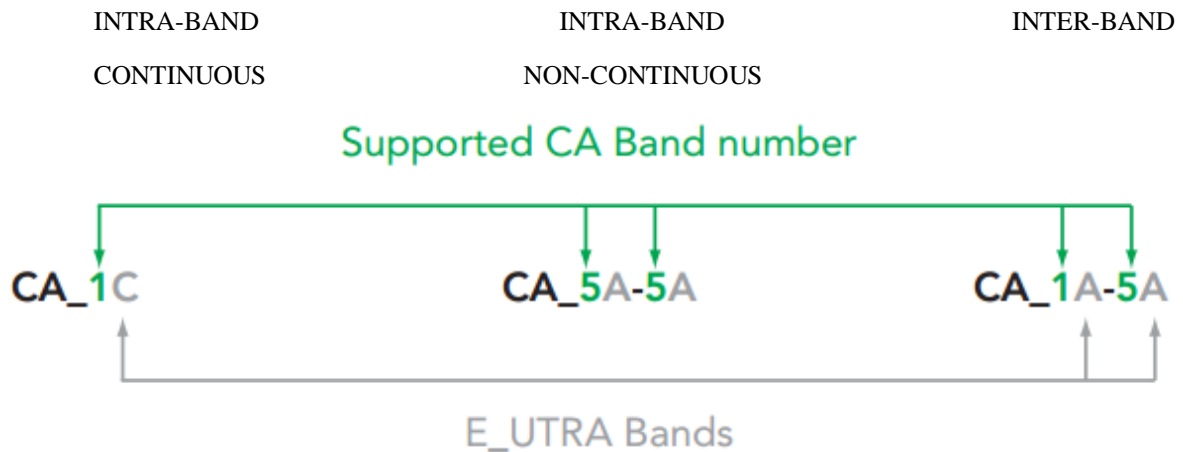 INTRA-BAND INTRA-BAND INTER-BAND
CONTINUOUS NON-CONTINUOUS
Supported CA Band number
CA_1C CA_5A-5A CA_1A-5A
E_UTRA Bands